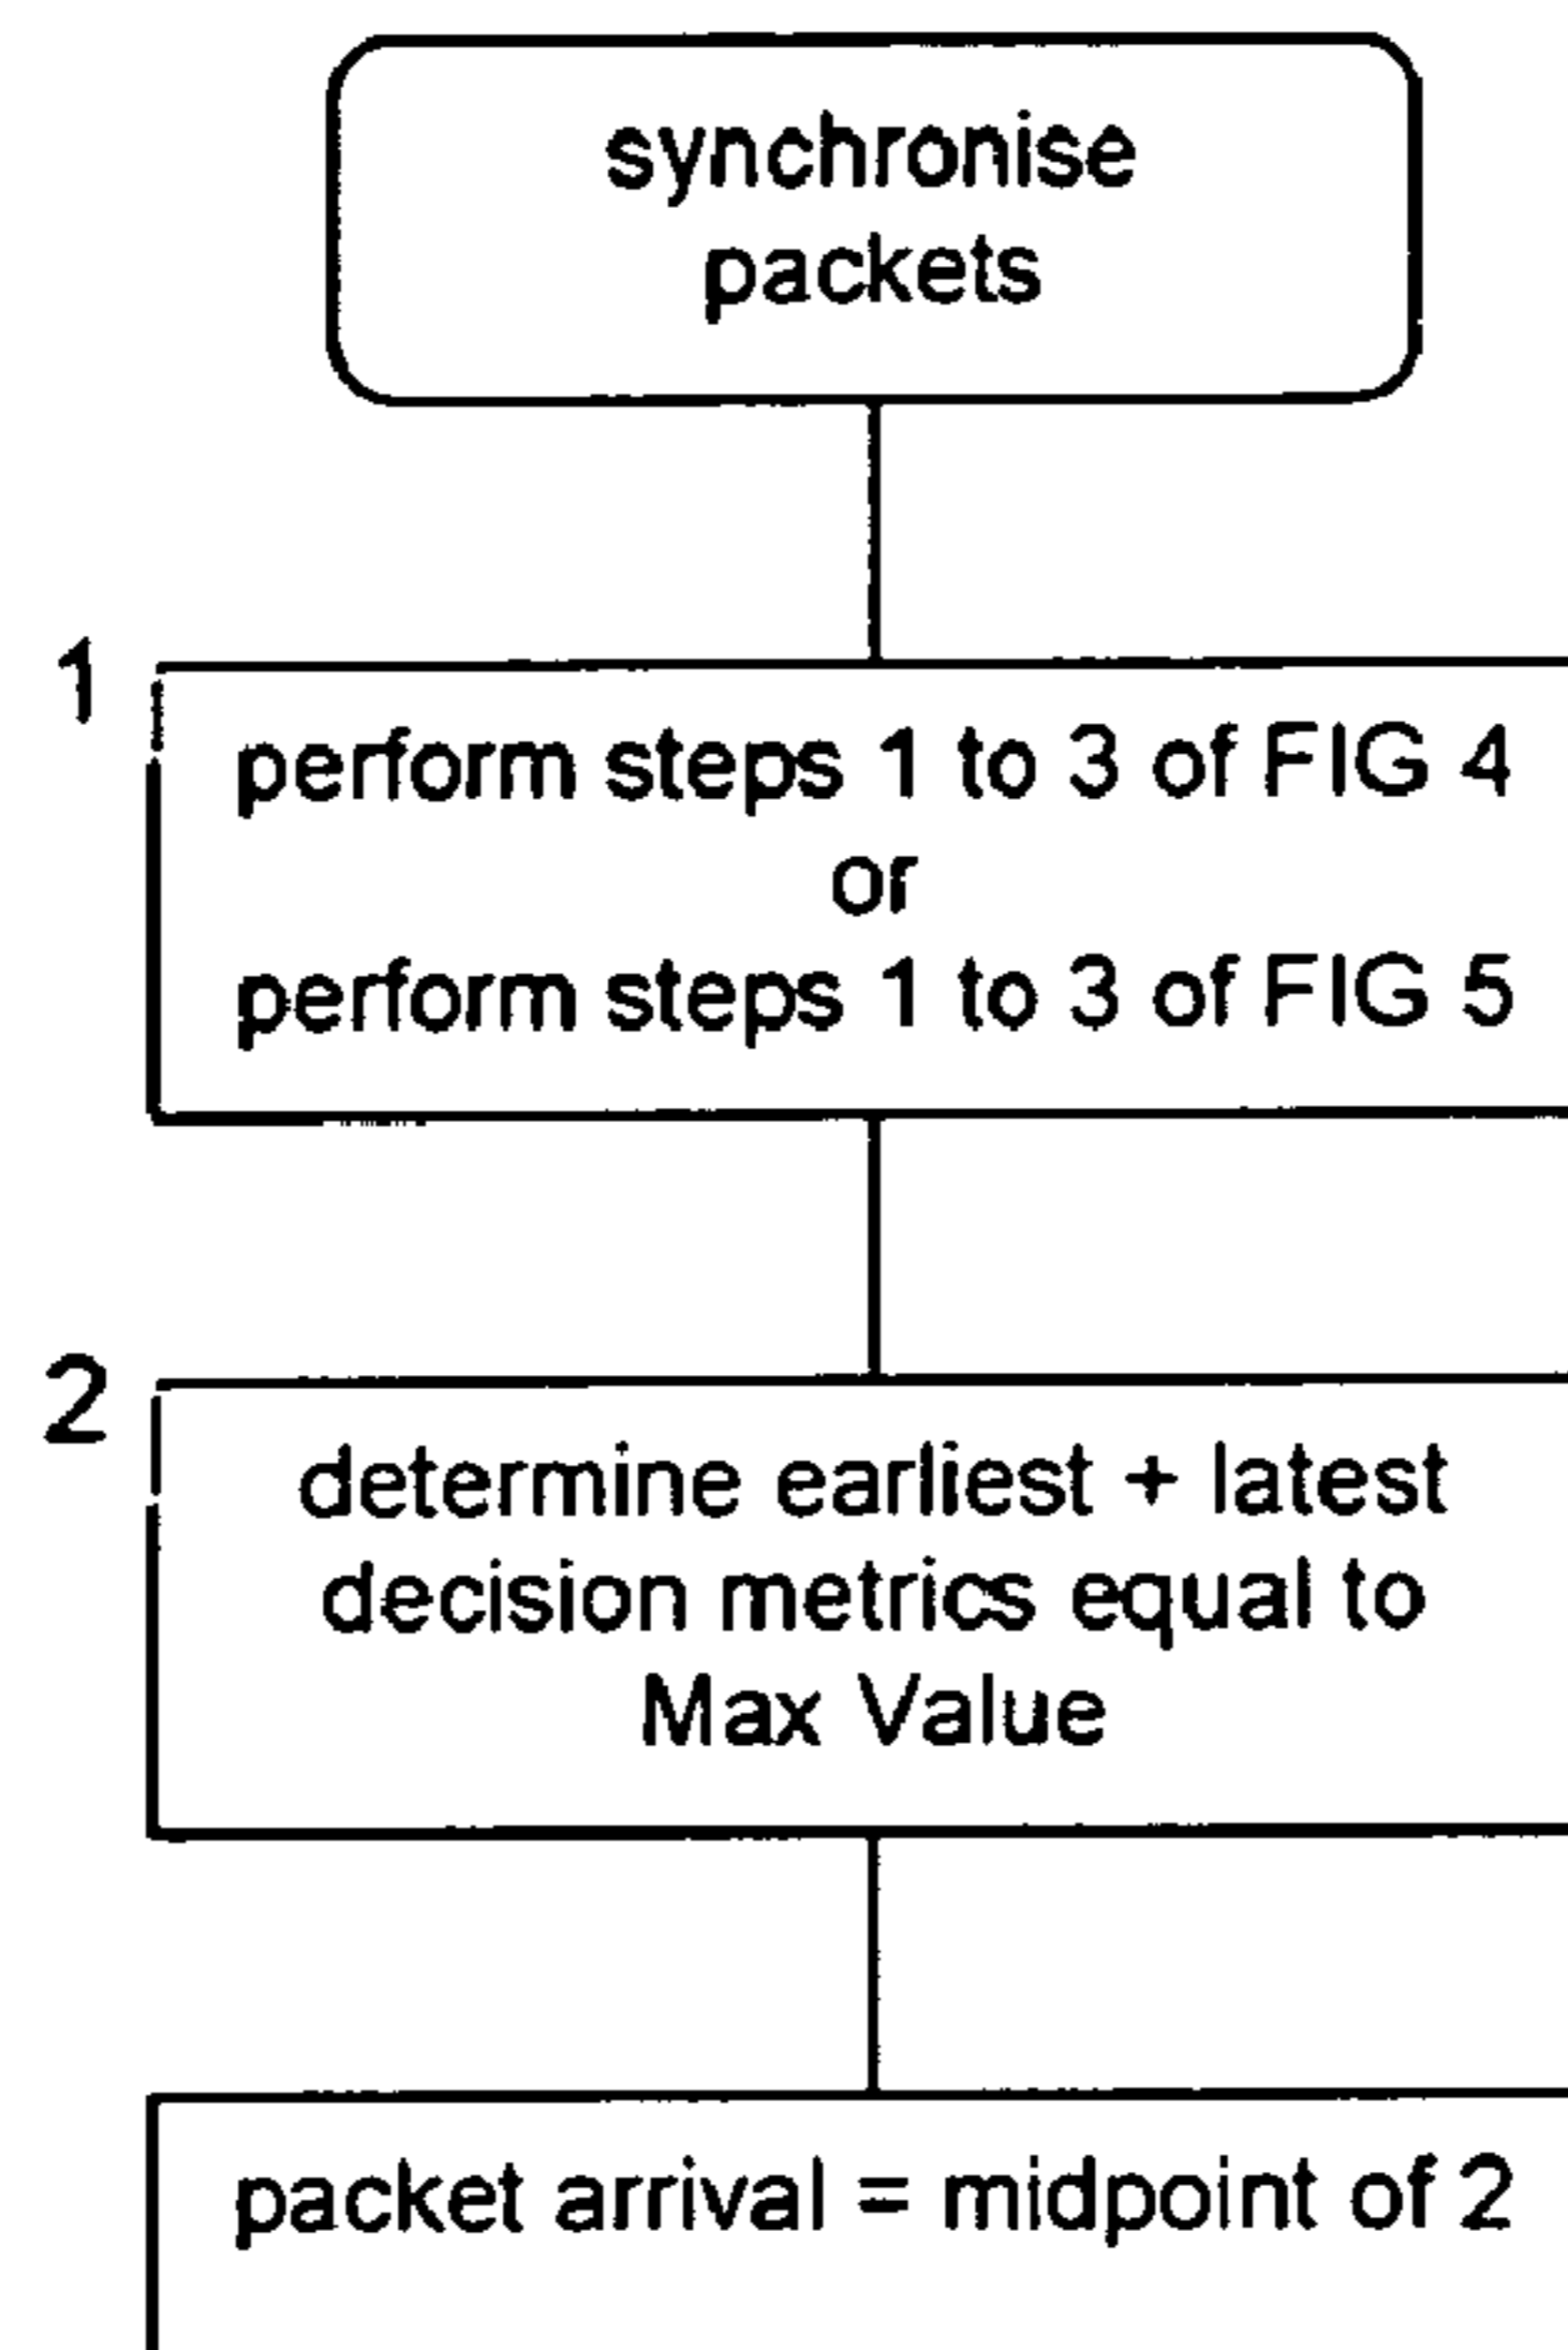 synchronise
packets
1
perform steps 1 to 3 of FIG 4
or
perform steps 1 to 3 of FIG 5
2
determine earliest + latest
decision metrics equal to
Max Value
packet arrival = midpoint of 2